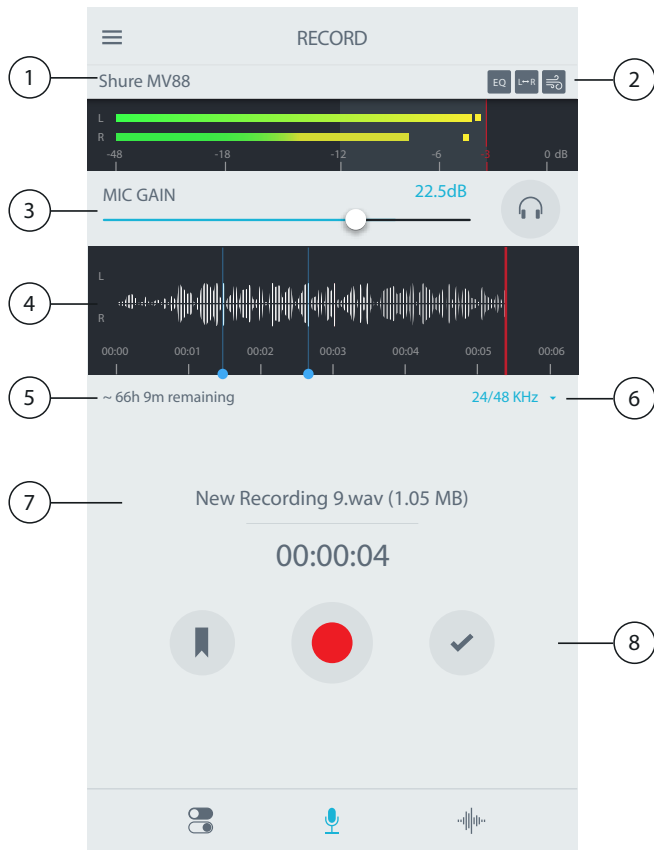 RECORD
1
Shure MV88
EQ L↔R
2
L
R
-48 -18 -12 -6 -3 0 dB
3
MIC GAIN
22.5dB
4
L
R
00:00 00:01 00:02 00:03 00:04 00:05 00:06
5
~ 66h 9m remaining
24/48 KHz
6
7
New Recording 9.wav (1.05 MB)
00:00:04
8